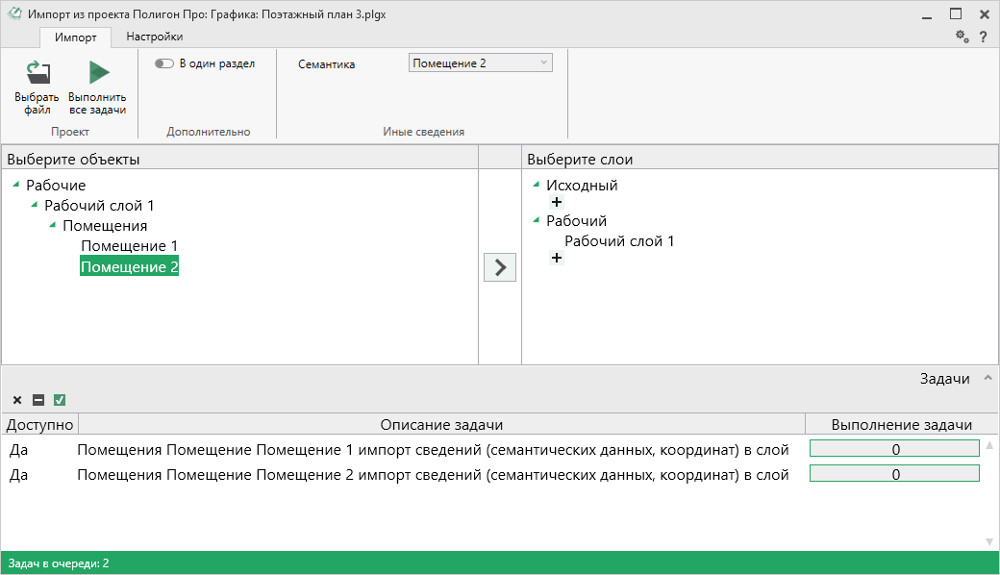 Импорт из проекта Полигон Про: Графика: Поэтажный план 3.plgx
Импорт
Настройки
?
Выбрать файл
Выполнить все задачи
Проект
В один раздел
Дополнительно
Семантика
Помещение 2
Иные сведения
Выберите объекты
Рабочие
Рабочий слой 1
Помещения
Помещение 1
Помещение 2
Выберите слои
Исходный
+
Рабочий
Рабочий слой 1
+
Задачи
Доступно Описание задачи Выполнение задачи
Да Помещения Помещение Помещение 1 импорт сведений (семантических данных, координат) в слой 0
Да Помещения Помещение Помещение 2 импорт сведений (семантических данных, координат) в слой 0
Задач в очереди: 2